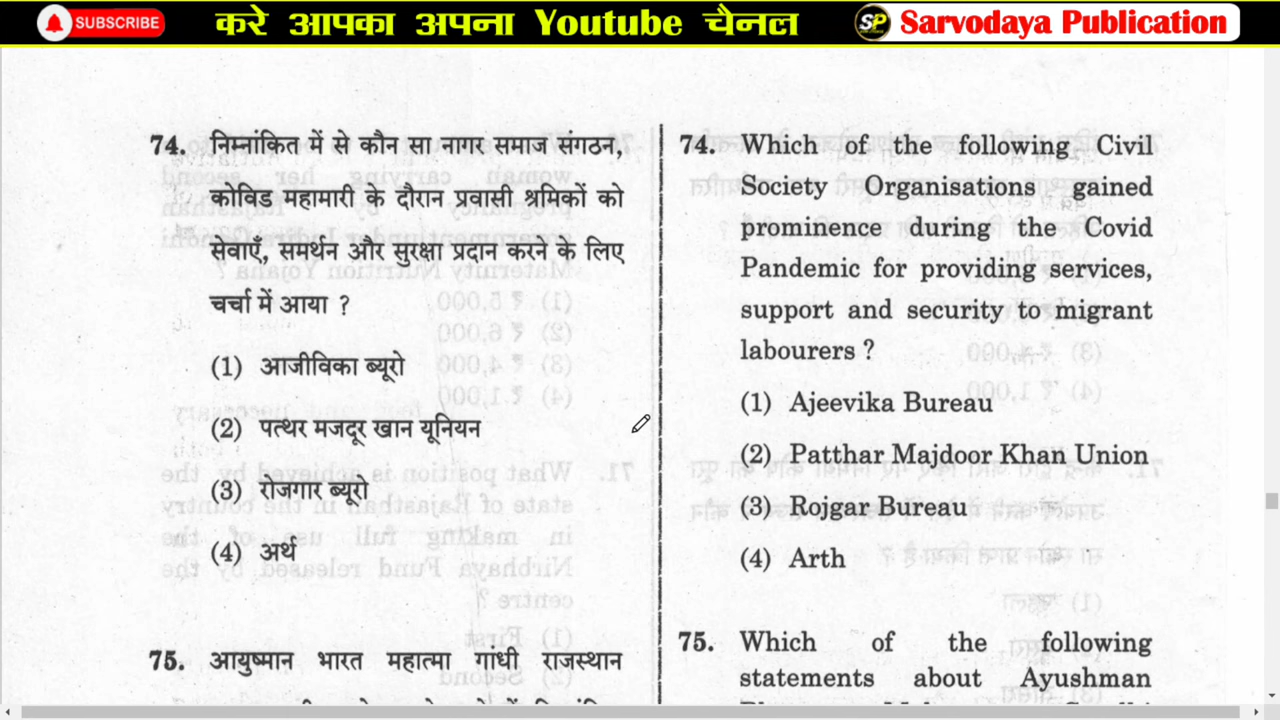 SUBSCRIBE
करे आपका अपना Youtube चैनल
SP
Sarvodaya Publication
74. निम्नांकित में से कौन सा नागर समाज संगठन,
कोविड महामारी के दौरान प्रवासी श्रमिकों को
सेवाएँ, समर्थन और सुरक्षा प्रदान करने के लिए
चर्चा में आया ?
(1) आजीविका ब्यूरो
(2) पत्थर मजदूर खान यूनियन
(3) रोजगार ब्यूरो
(4) अर्थ
75. आयुष्मान भारत महात्मा गांधी राजस्थान
74. Which of the following Civil
Society Organisations gained
prominence during the Covid
Pandemic for providing services,
support and security to migrant
labourers ?
(1) Ajeevika Bureau
(2) Patthar Majdoor Khan Union
(3) Rojgar Bureau
(4) Arth
75. Which of the following
statements about Ayushman